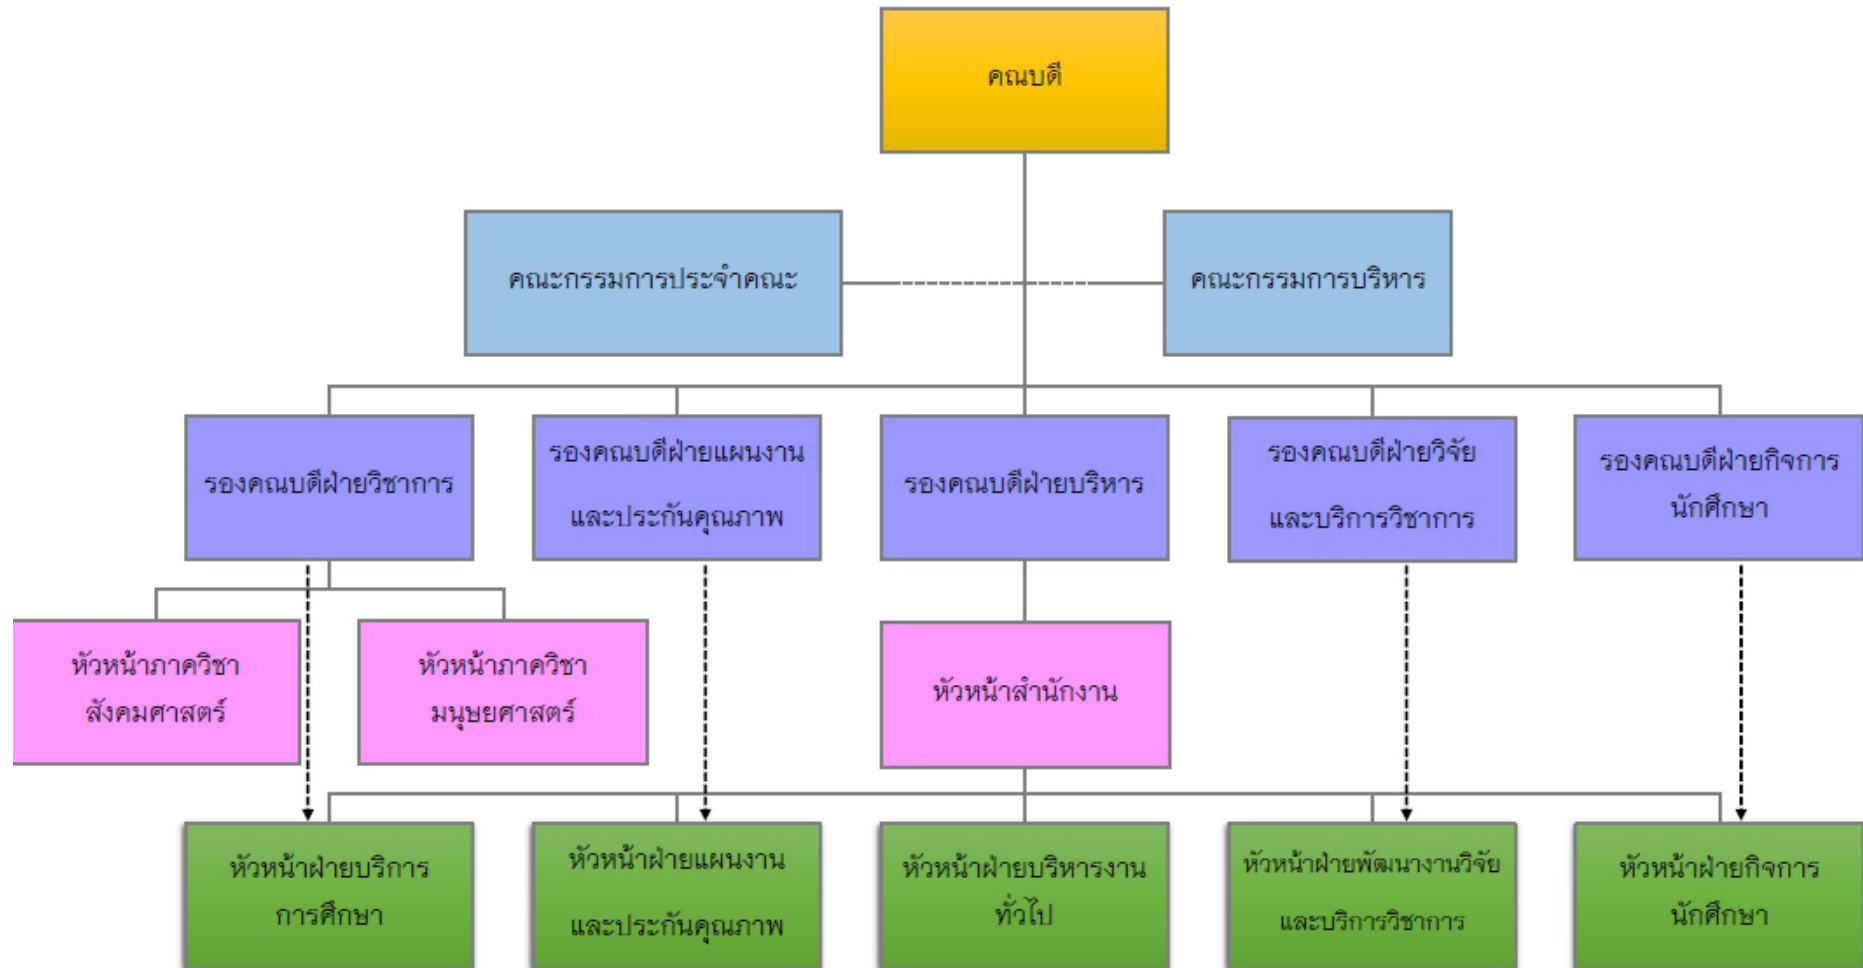 คณบดี
คณะกรรมการประจำคณะ
คณะกรรมการบริหาร
รองคณบดีฝ่ายวิชาการ
รองคณบดีฝ่ายแผนงาน
และประกันคุณภาพ
รองคณบดีฝ่ายบริหาร
รองคณบดีฝ่ายวิจัย
และบริการวิชาการ
รองคณบดีฝ่ายกิจการ
นักศึกษา
หัวหน้าภาควิชา
สังคมศาสตร์
หัวหน้าภาควิชา
มนุษยศาสตร์
หัวหน้าสำนักงาน
หัวหน้าฝ่ายบริการ
การศึกษา
หัวหน้าฝ่ายแผนงาน
และประกันคุณภาพ
หัวหน้าฝ่ายบริหารงาน
ทั่วไป
หัวหน้าฝ่ายพัฒนางานวิจัย
และบริการวิชาการ
หัวหน้าฝ่ายกิจการ
นักศึกษา